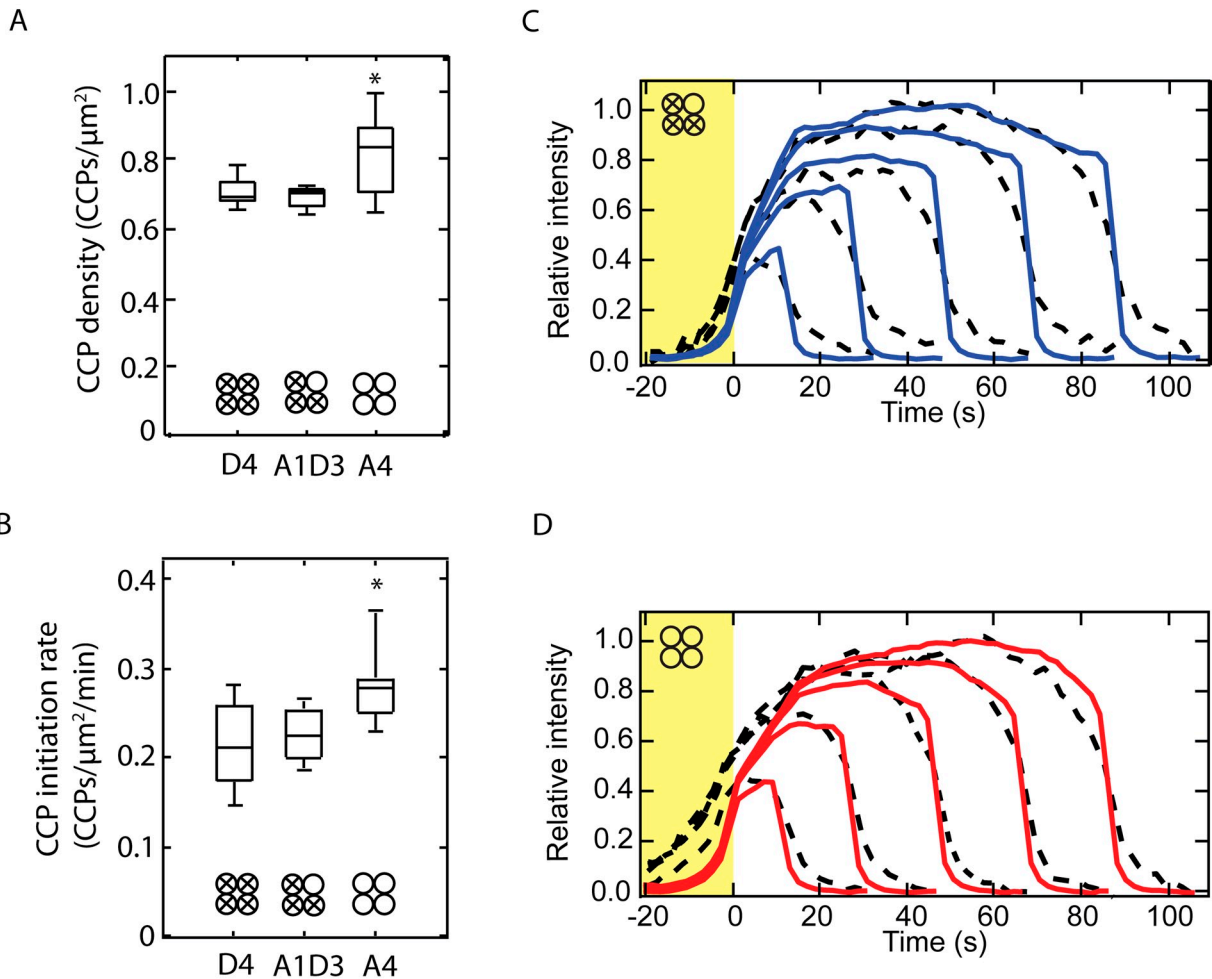 A
CCP density (CCPs/μm²)
1.0
0.8
0.6
0.4
0.2
0
*
D4 A1D3 A4
B
CCP initiation rate
(CCPs/μm²/min)
0.4
0.3
0.2
0.1
0
*
D4 A1D3 A4
C
Relative intensity
1.0
0.8
0.6
0.4
0.2
0.0
-20 0 20 40 60 80 100
Time (s)
D
Relative intensity
1.0
0.8
0.6
0.4
0.2
0.0
-20 0 20 40 60 80 100
Time (s)